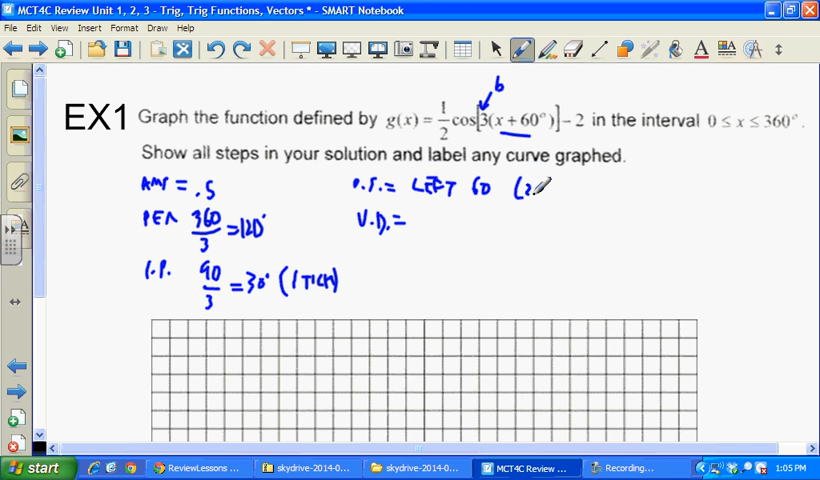 MCT4C Review Unit 1, 2, 3 - Trig, Trig Functions, Vectors * - SMART Notebook
File Edit View Insert Format Draw Help
b
EX1 Graph the function defined by g(x) = 1/2 cos[3(x + 60°)] − 2 in the interval 0 ≤ x ≤ 360°.
Show all steps in your solution and label any curve graphed.
AMP = .5 P.S. = LEFT 60 (2
PER 360/3 = 120° V.D. =
I.P. 90/3 = 30° (1 TICK)
start ReviewLessons ... skydrive-2014-0... skydrive-2014-0... MCT4C Review ... Recording... 1:05 PM